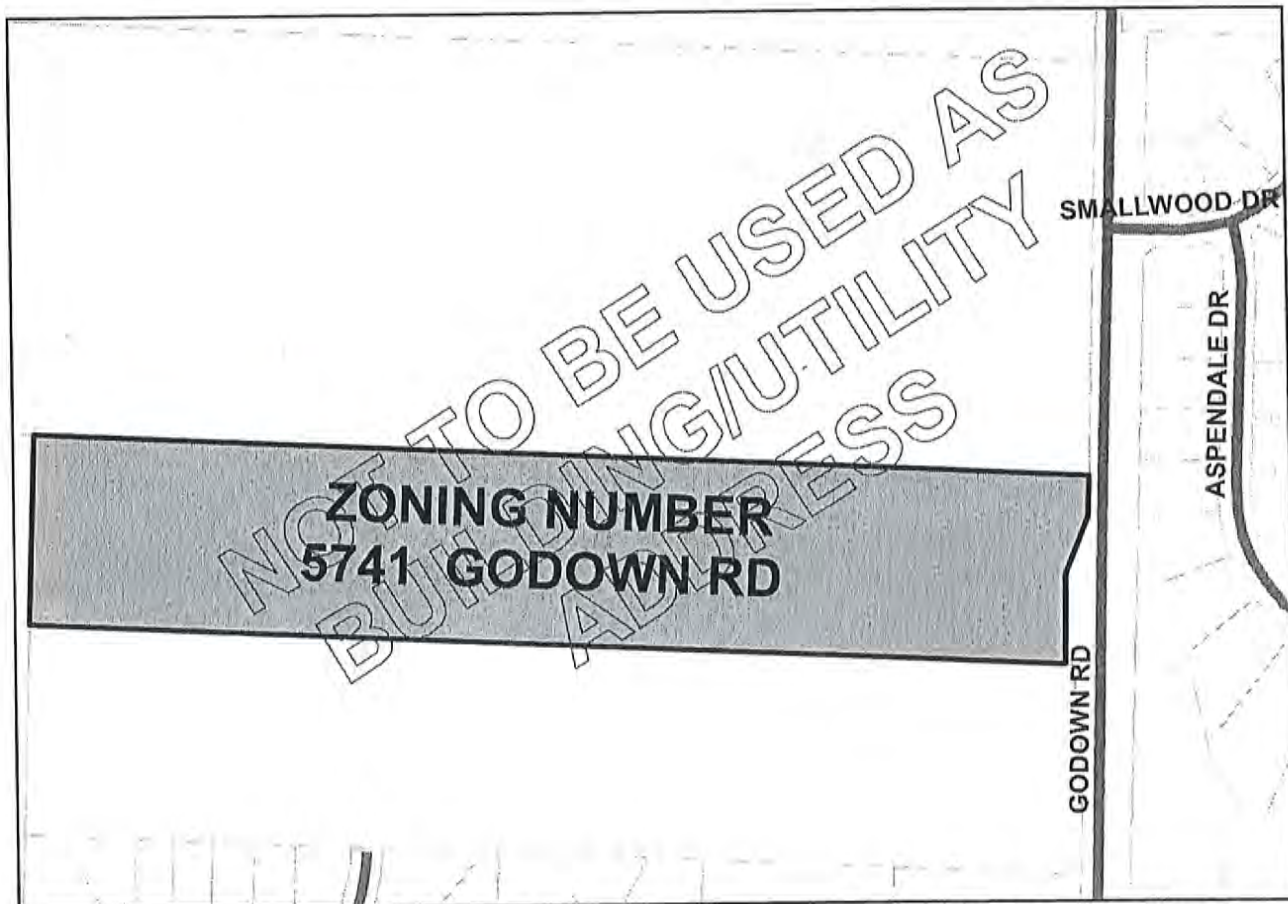 NOT TO BE USED AS
BUILDING/UTILITY
ADDRESS
SMALLWOOD DR
ASPENDALE DR
ZONING NUMBER
5741 GODOWN RD
GODOWN RD